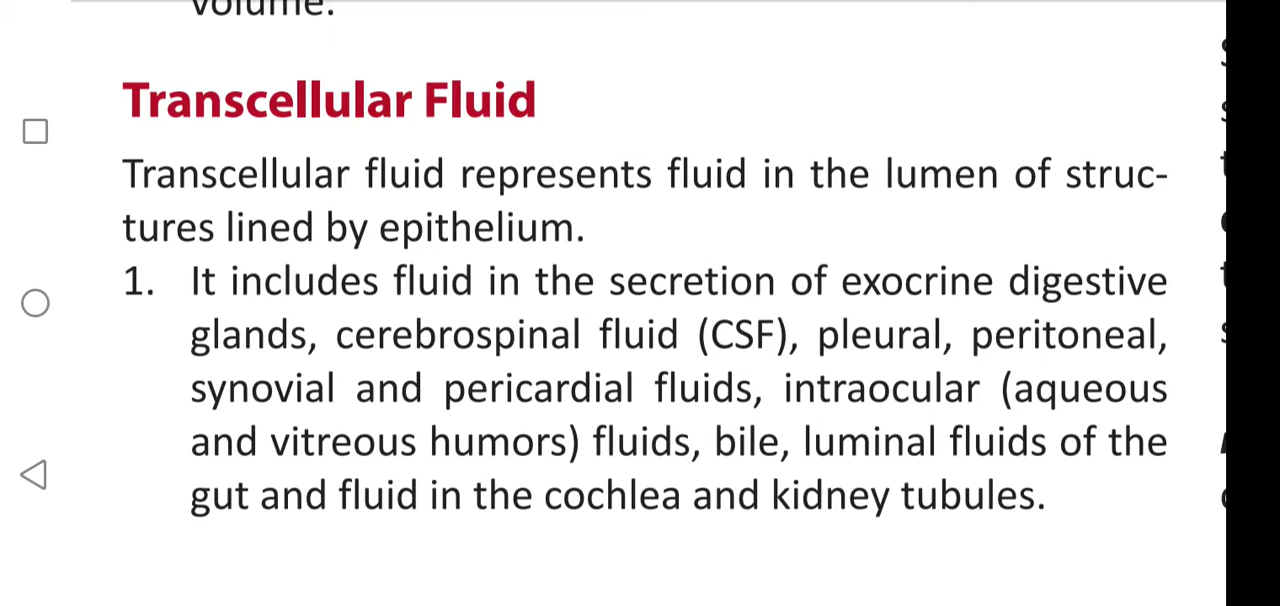 volume.
Transcellular Fluid
Transcellular fluid represents fluid in the lumen of struc-
tures lined by epithelium.
1. It includes fluid in the secretion of exocrine digestive
glands, cerebrospinal fluid (CSF), pleural, peritoneal,
synovial and pericardial fluids, intraocular (aqueous
and vitreous humors) fluids, bile, luminal fluids of the
gut and fluid in the cochlea and kidney tubules.